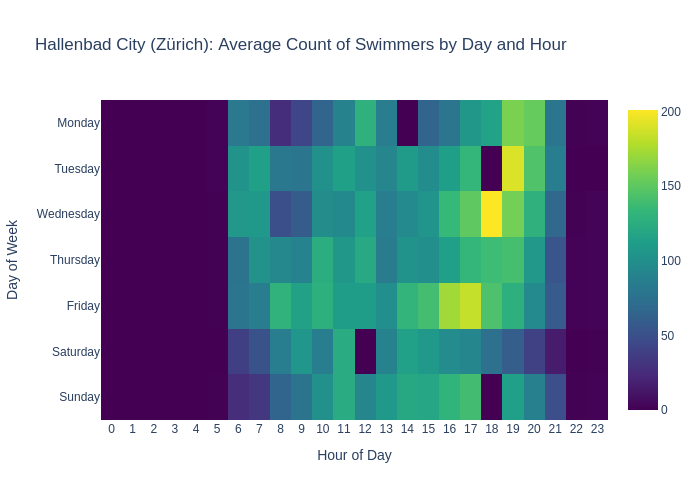 Hallenbad City (Zürich): Average Count of Swimmers by Day and Hour
Day of Week
Monday
Tuesday
Wednesday
Thursday
Friday
Saturday
Sunday
0 1 2 3 4 5 6 7 8 9 10 11 12 13 14 15 16 17 18 19 20 21 22 23
Hour of Day
200
150
100
50
0